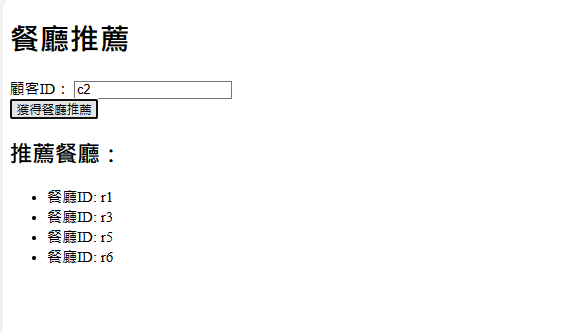 餐廳推薦
顧客ID： c2
獲得餐廳推薦
推薦餐廳：
餐廳ID: r1
餐廳ID: r3
餐廳ID: r5
餐廳ID: r6